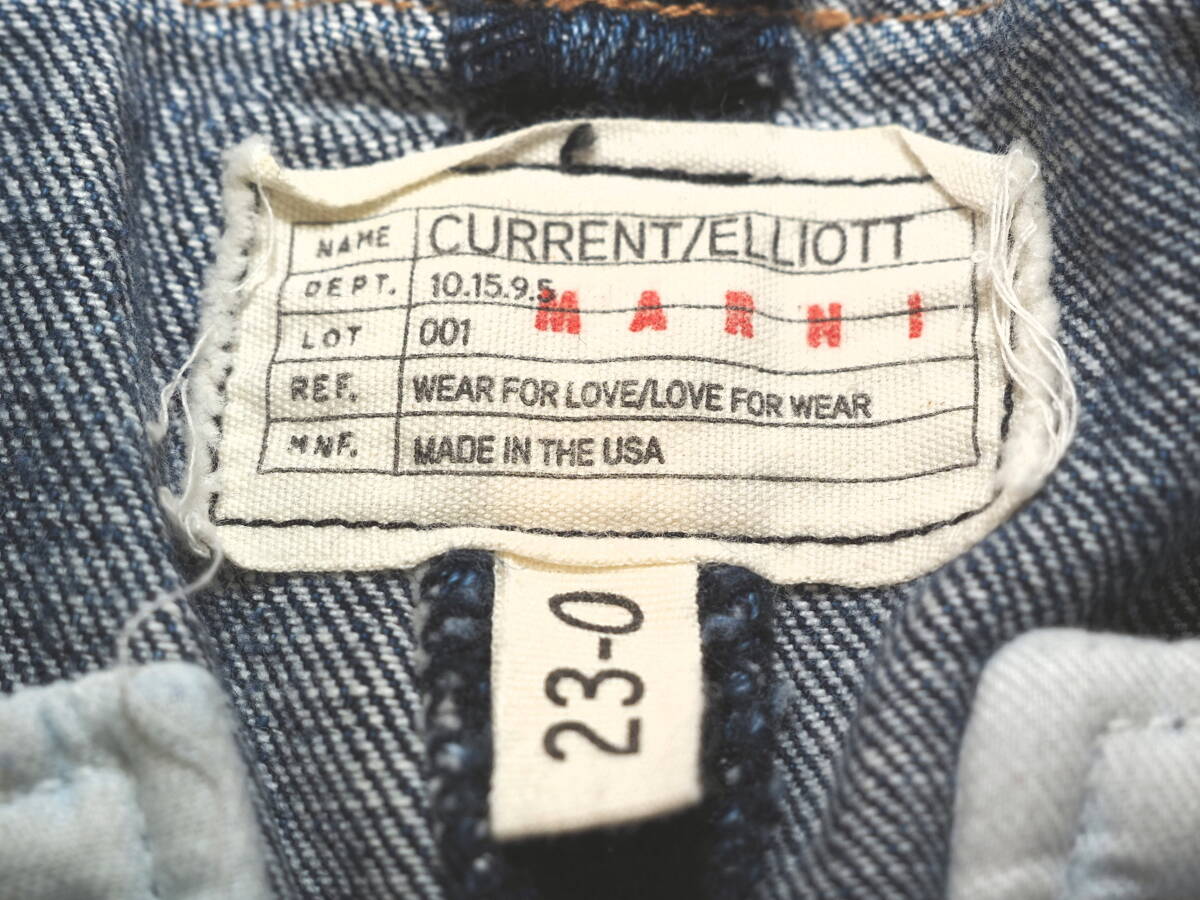 NAME CURRENT/ELLIOTT
DEPT. 10.15.9.5
MARNI
LOT 001
REF. WEAR FOR LOVE/LOVE FOR WEAR
MNF. MADE IN THE USA
23-0